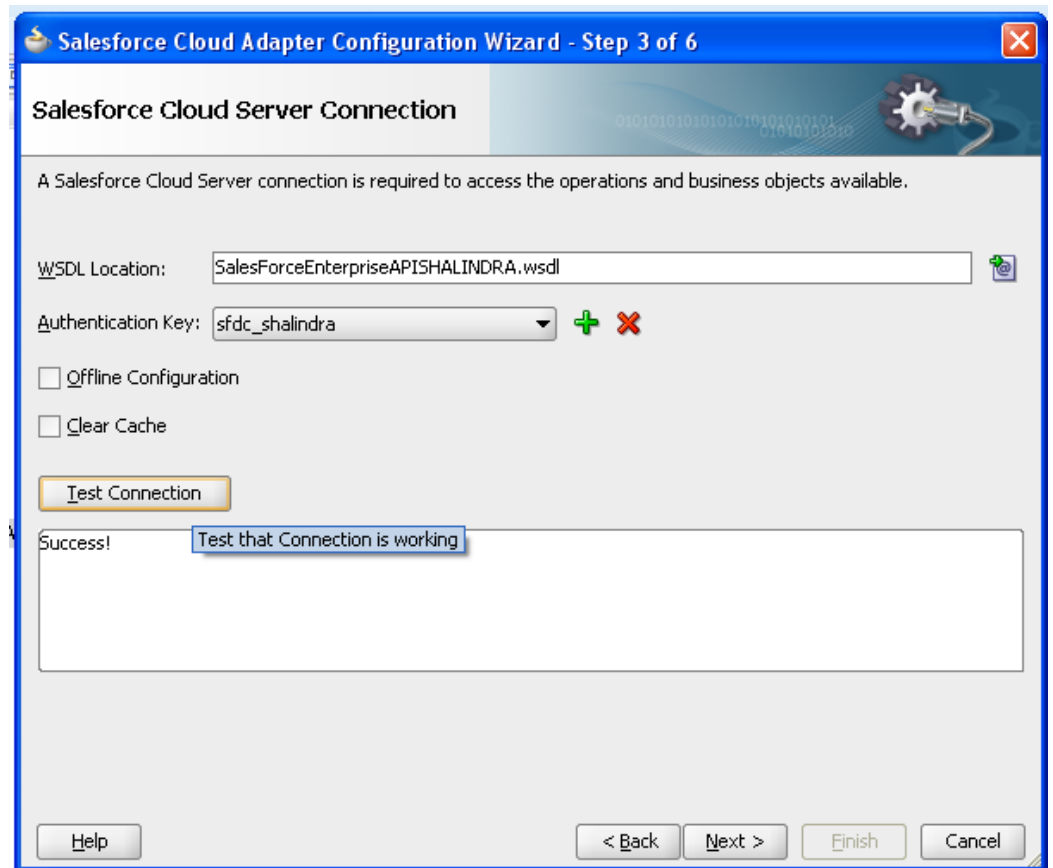 Salesforce Cloud Adapter Configuration Wizard - Step 3 of 6
Salesforce Cloud Server Connection
A Salesforce Cloud Server connection is required to access the operations and business objects available.
WSDL Location: SalesForceEnterpriseAPISHALINDRA.wsdl
Authentication Key: sfdc_shalindra
Offline Configuration
Clear Cache
Test Connection
Success! Test that Connection is working
Help < Back Next > Finish Cancel